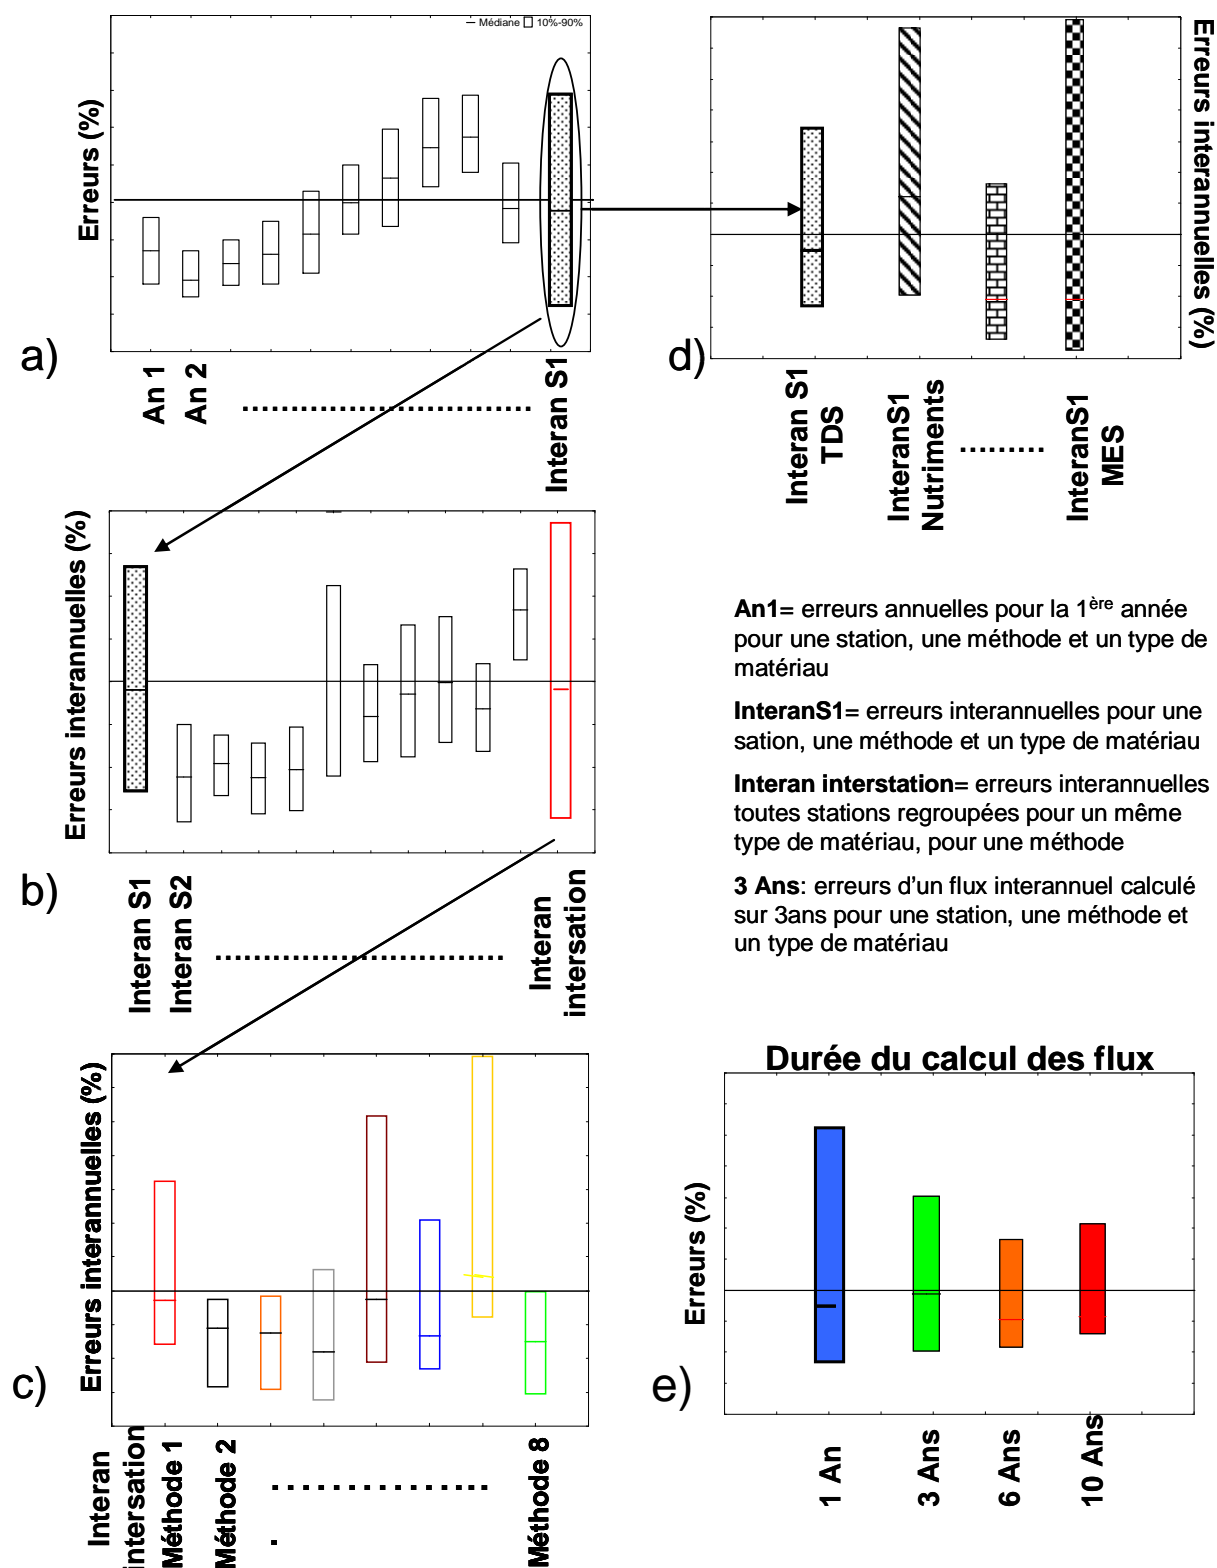 Médiane 10%-90%
Erreurs (%)
a)
An 1
An 2
Interan S1
Erreurs interannuelles (%)
d)
Interan S1
TDS
InteranS1
Nutriments
InteranS1
MES
Erreurs interannuelles (%)
b)
Interan S1
Interan S2
Interan
intersation
An1= erreurs annuelles pour la 1ère année
pour une station, une méthode et un type de
matériau
InteranS1= erreurs interannuelles pour une
sation, une méthode et un type de matériau
Interan interstation= erreurs interannuelles
toutes stations regroupées pour un même
type de matériau, pour une méthode
3 Ans: erreurs d'un flux interannuel calculé
sur 3ans pour une station, une méthode et
un type de matériau
Erreurs interannuelles (%)
c)
Interan
intersation
Méthode 1
Méthode 2
Méthode 8
Durée du calcul des flux
Erreurs (%)
e)
1 An
3 Ans
6 Ans
10 Ans